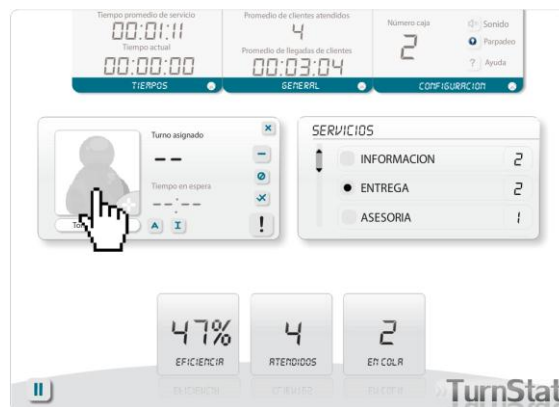 Tiempo promedio de servicio
00:01:11
Tiempo actual
00:00:00
TIEMPOS
Promedio de clientes atendidos
4
Promedio de llegadas de clientes
00:03:04
GENERAL
Número caja
2
Sonido
Parpadeo
? Ayuda
CONFIGURACION
Turno asignado
--
Tiempo en espera
--:--
A I !
SERVICIOS
INFORMACION 2
ENTREGA 2
ASESORIA 1
47%
EFICIENCIA
4
ATENDIDOS
2
EN COLA
TurnStat